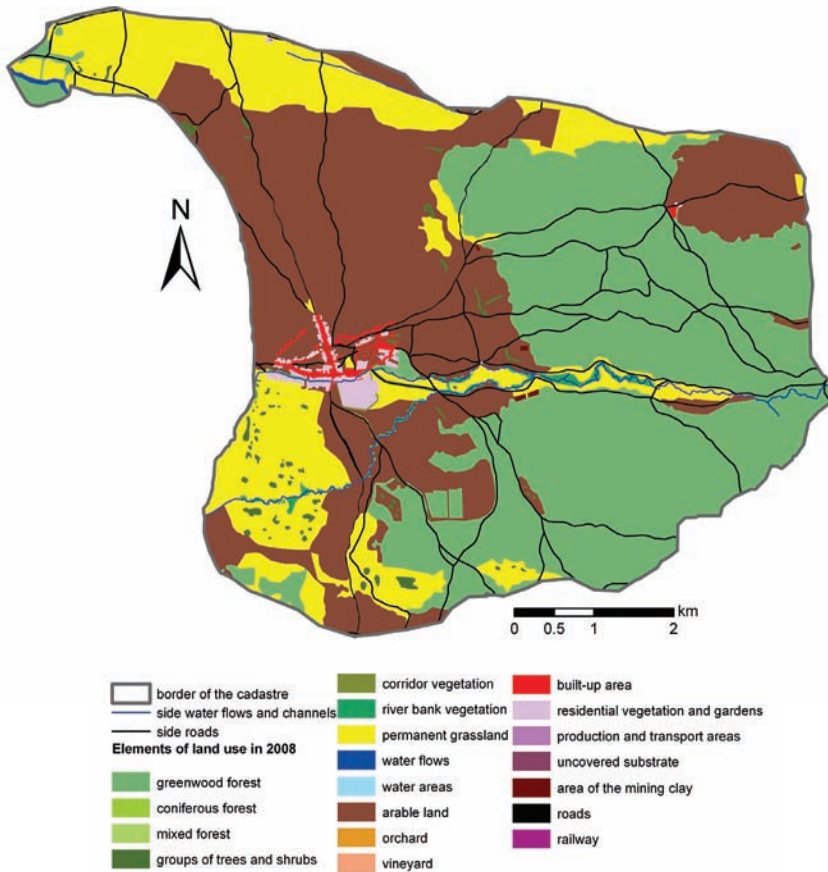 N
km
0 0.5 1 2
border of the cadastre
side water flows and channels
side roads
Elements of land use in 2008
greenwood forest
coniferous forest
mixed forest
groups of trees and shrubs
corridor vegetation
river bank vegetation
permanent grassland
water flows
water areas
arable land
orchard
vineyard
built-up area
residential vegetation and gardens
production and transport areas
uncovered substrate
area of the mining clay
roads
railway